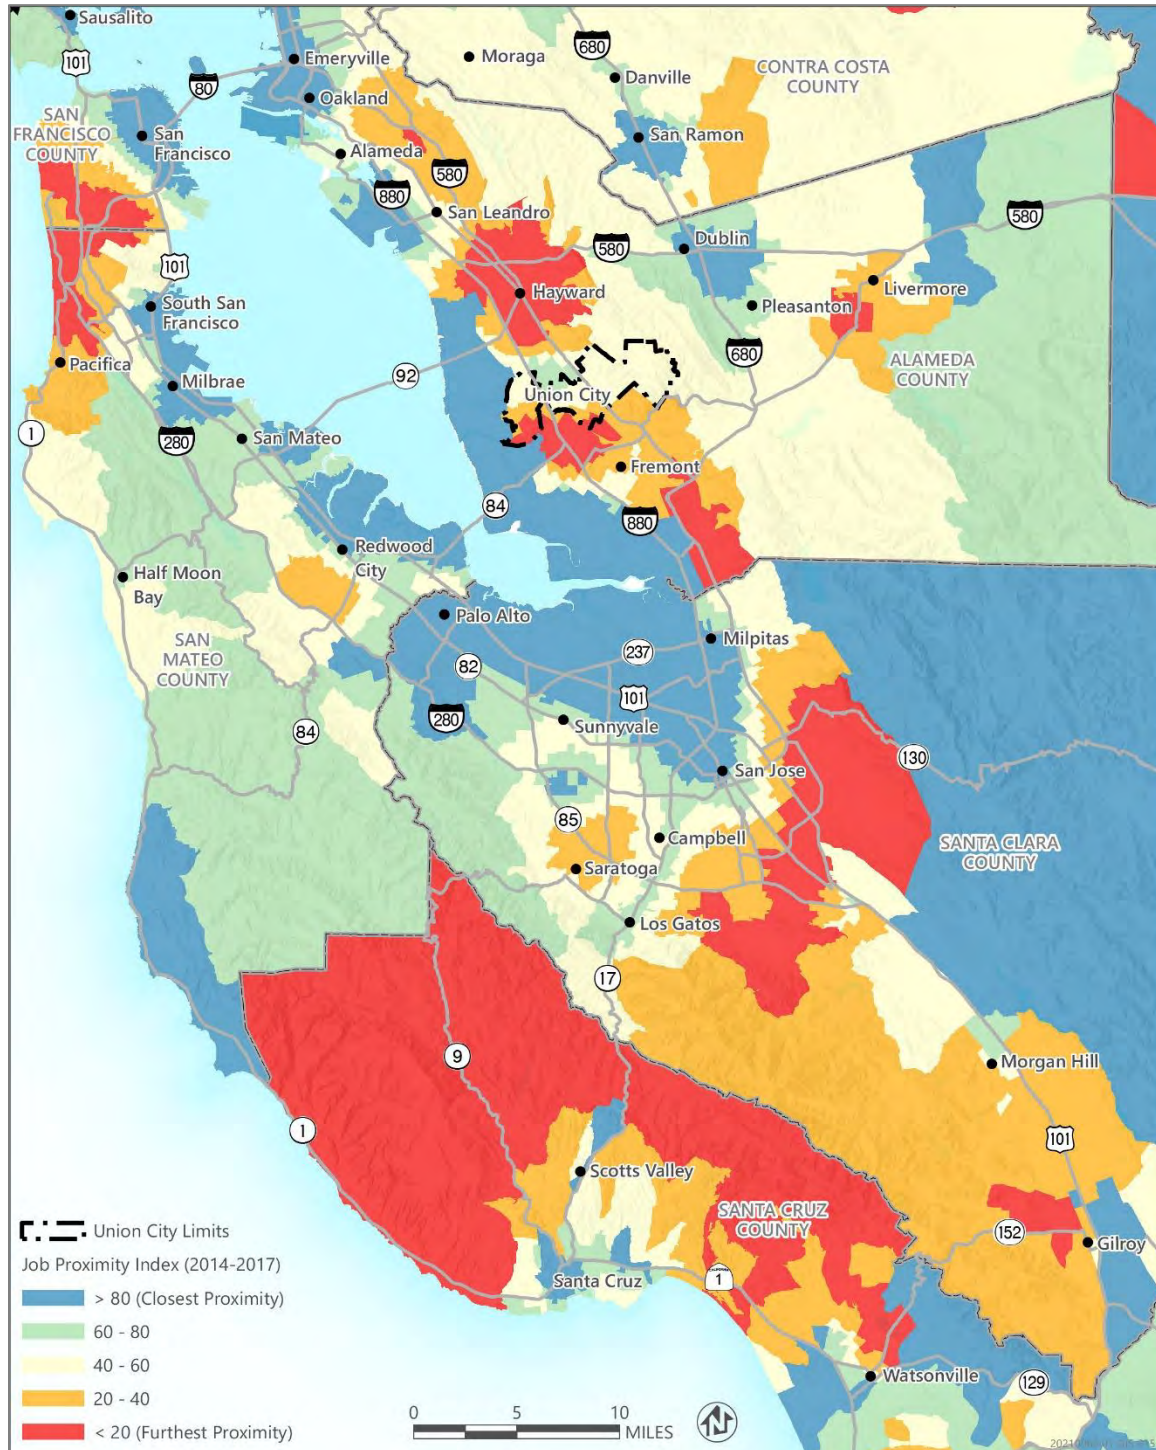 Sausalito
101
80
Emeryville
Oakland
Moraga
680
Danville
CONTRA COSTA
COUNTY
SAN
FRANCISCO
COUNTY
San
Francisco
Alameda
580
880
San Ramon
San Leandro
580
580
Dublin
101
Hayward
Livermore
South San
Francisco
Pleasanton
680
Pacifica
92
ALAMEDA
COUNTY
Milbrae
Union City
1
280
San Mateo
Fremont
84
880
Redwood
City
Half Moon
Bay
Palo Alto
Milpitas
SAN
MATEO
COUNTY
82
237
101
280
Sunnyvale
84
130
San Jose
85
Campbell
SANTA CLARA
COUNTY
Saratoga
Los Gatos
17
9
Morgan Hill
1
101
Scotts Valley
SANTA CRUZ
COUNTY
152
Gilroy
Santa Cruz
CALIFORNIA
1
Watsonville
129
Union City Limits
Job Proximity Index (2014-2017)
> 80 (Closest Proximity)
60 - 80
40 - 60
20 - 40
< 20 (Furthest Proximity)
0 5 10
MILES
N